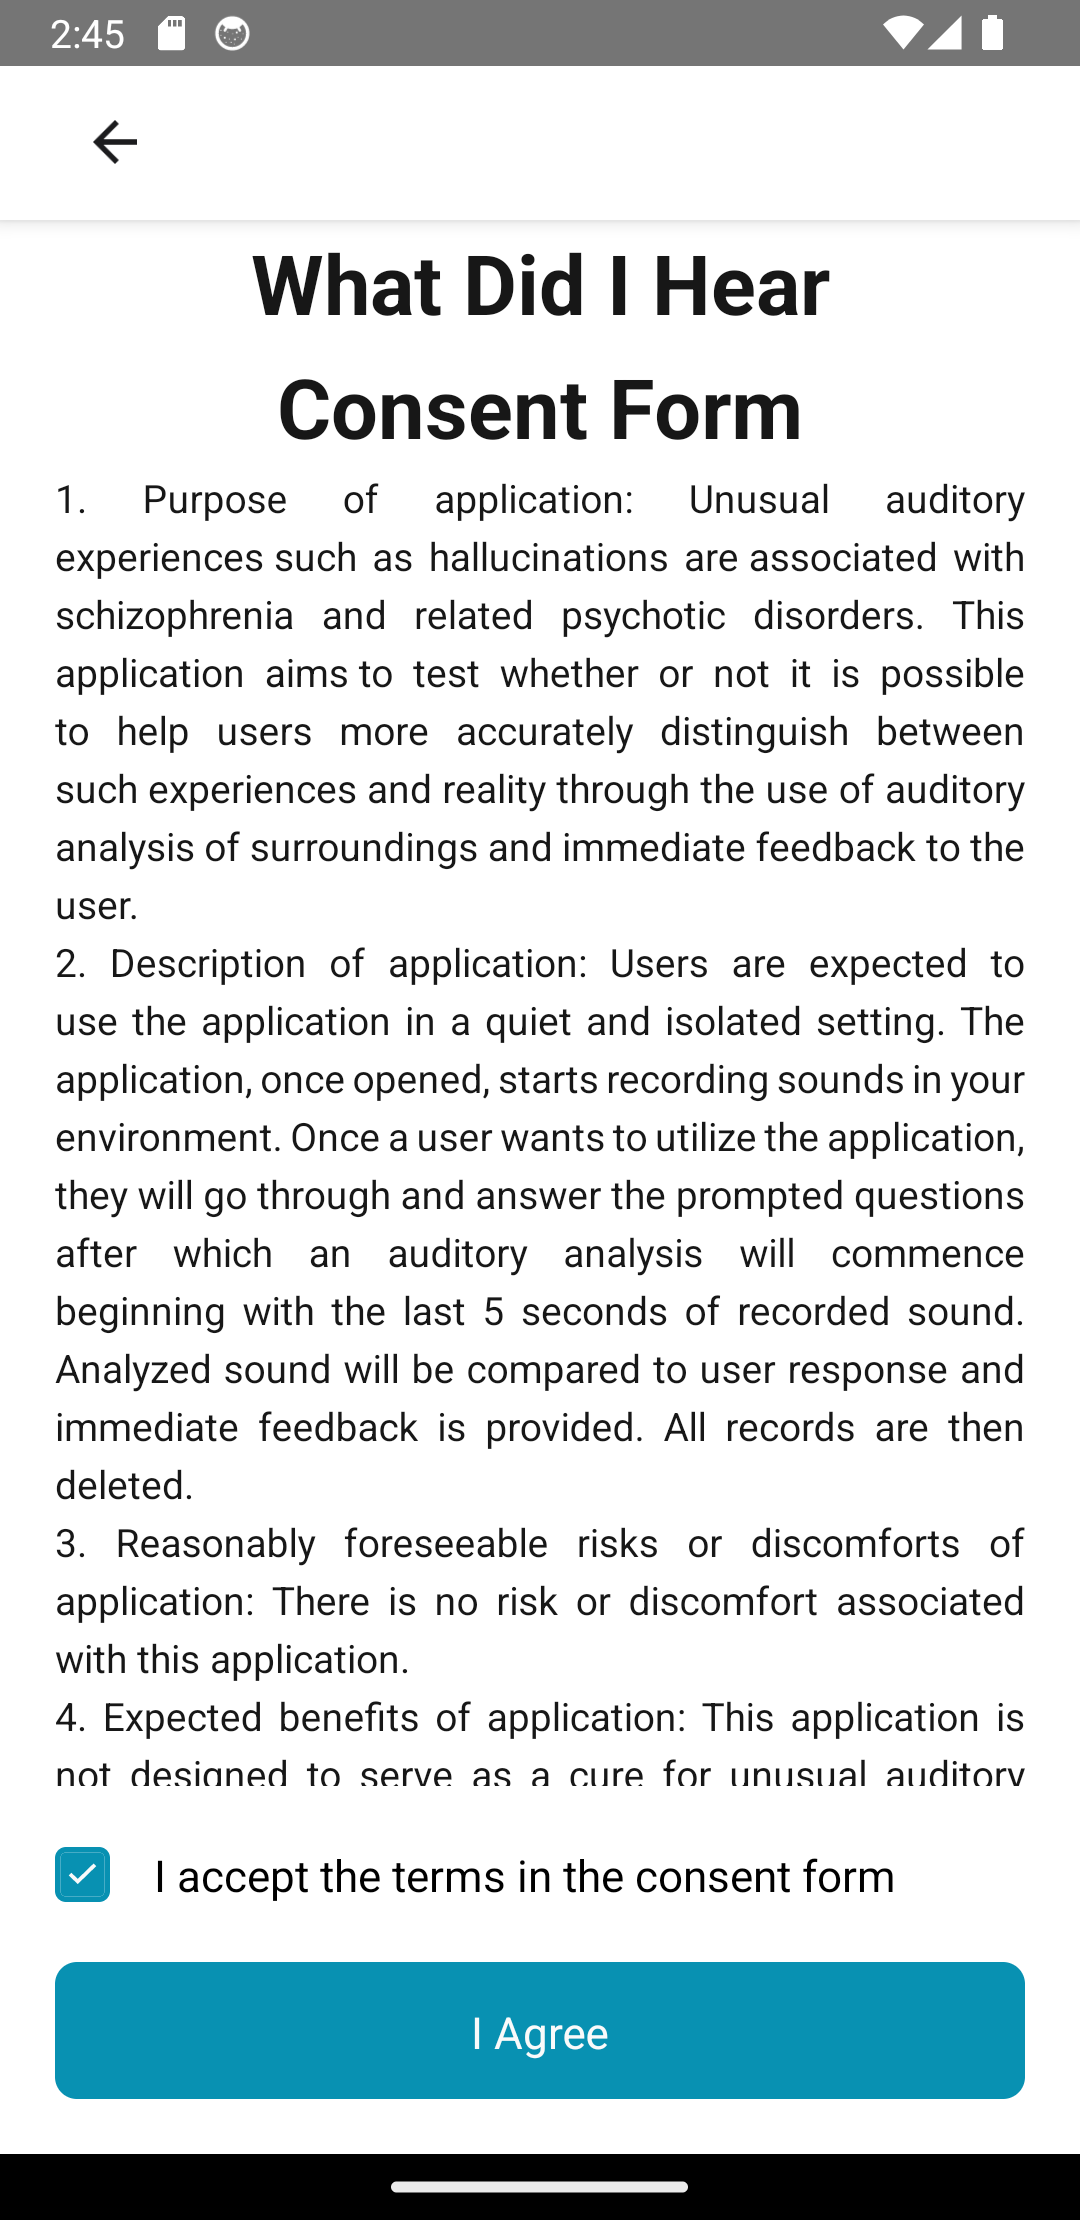 2:45
What Did I Hear
Consent Form
1. Purpose of application: Unusual auditory
experiences such as hallucinations are associated with
schizophrenia and related psychotic disorders. This
application aims to test whether or not it is possible
to help users more accurately distinguish between
such experiences and reality through the use of auditory
analysis of surroundings and immediate feedback to the
user.
2. Description of application: Users are expected to
use the application in a quiet and isolated setting. The
application, once opened, starts recording sounds in your
environment. Once a user wants to utilize the application,
they will go through and answer the prompted questions
after which an auditory analysis will commence
beginning with the last 5 seconds of recorded sound.
Analyzed sound will be compared to user response and
immediate feedback is provided. All records are then
deleted.
3. Reasonably foreseeable risks or discomforts of
application: There is no risk or discomfort associated
with this application.
4. Expected benefits of application: This application is
not designed to serve as a cure for unusual auditory
I accept the terms in the consent form
I Agree